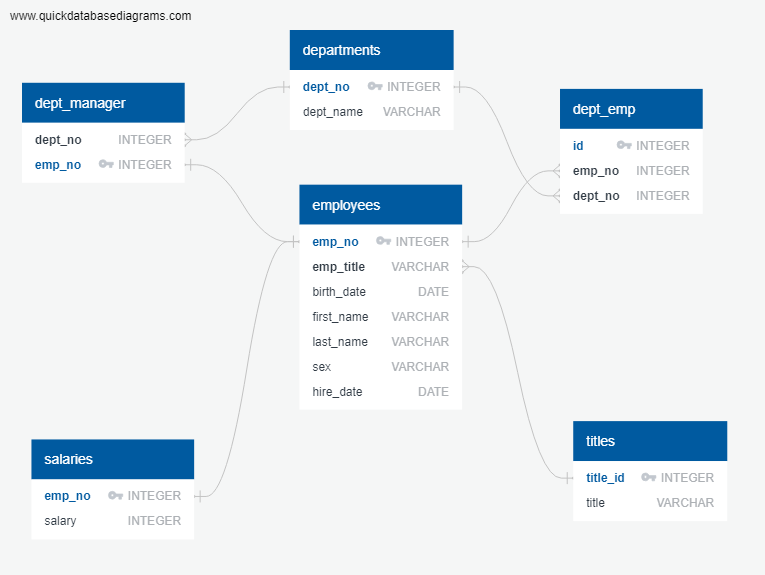 www.quickdatabasediagrams.com
departments
dept_no INTEGER
dept_name VARCHAR
dept_manager
dept_no INTEGER
emp_no INTEGER
dept_emp
id INTEGER
emp_no INTEGER
dept_no INTEGER
employees
emp_no INTEGER
emp_title VARCHAR
birth_date DATE
first_name VARCHAR
last_name VARCHAR
sex VARCHAR
hire_date DATE
salaries
emp_no INTEGER
salary INTEGER
titles
title_id INTEGER
title VARCHAR